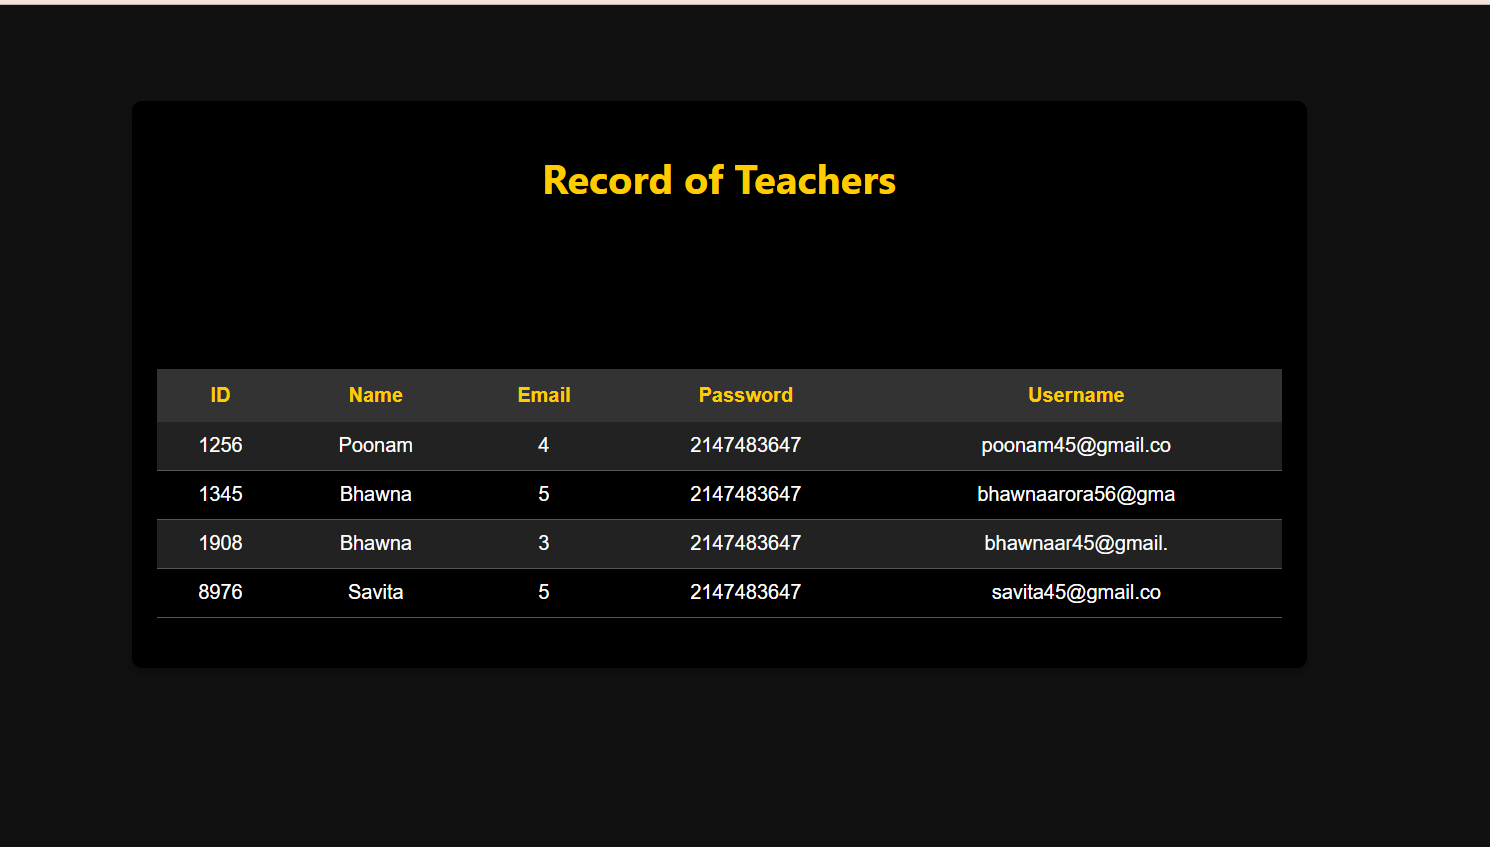 Record of Teachers
ID Name Email Password Username
1256 Poonam 4 2147483647 poonam45@gmail.co
1345 Bhawna 5 2147483647 bhawnaarora56@gma
1908 Bhawna 3 2147483647 bhawnaar45@gmail.
8976 Savita 5 2147483647 savita45@gmail.co